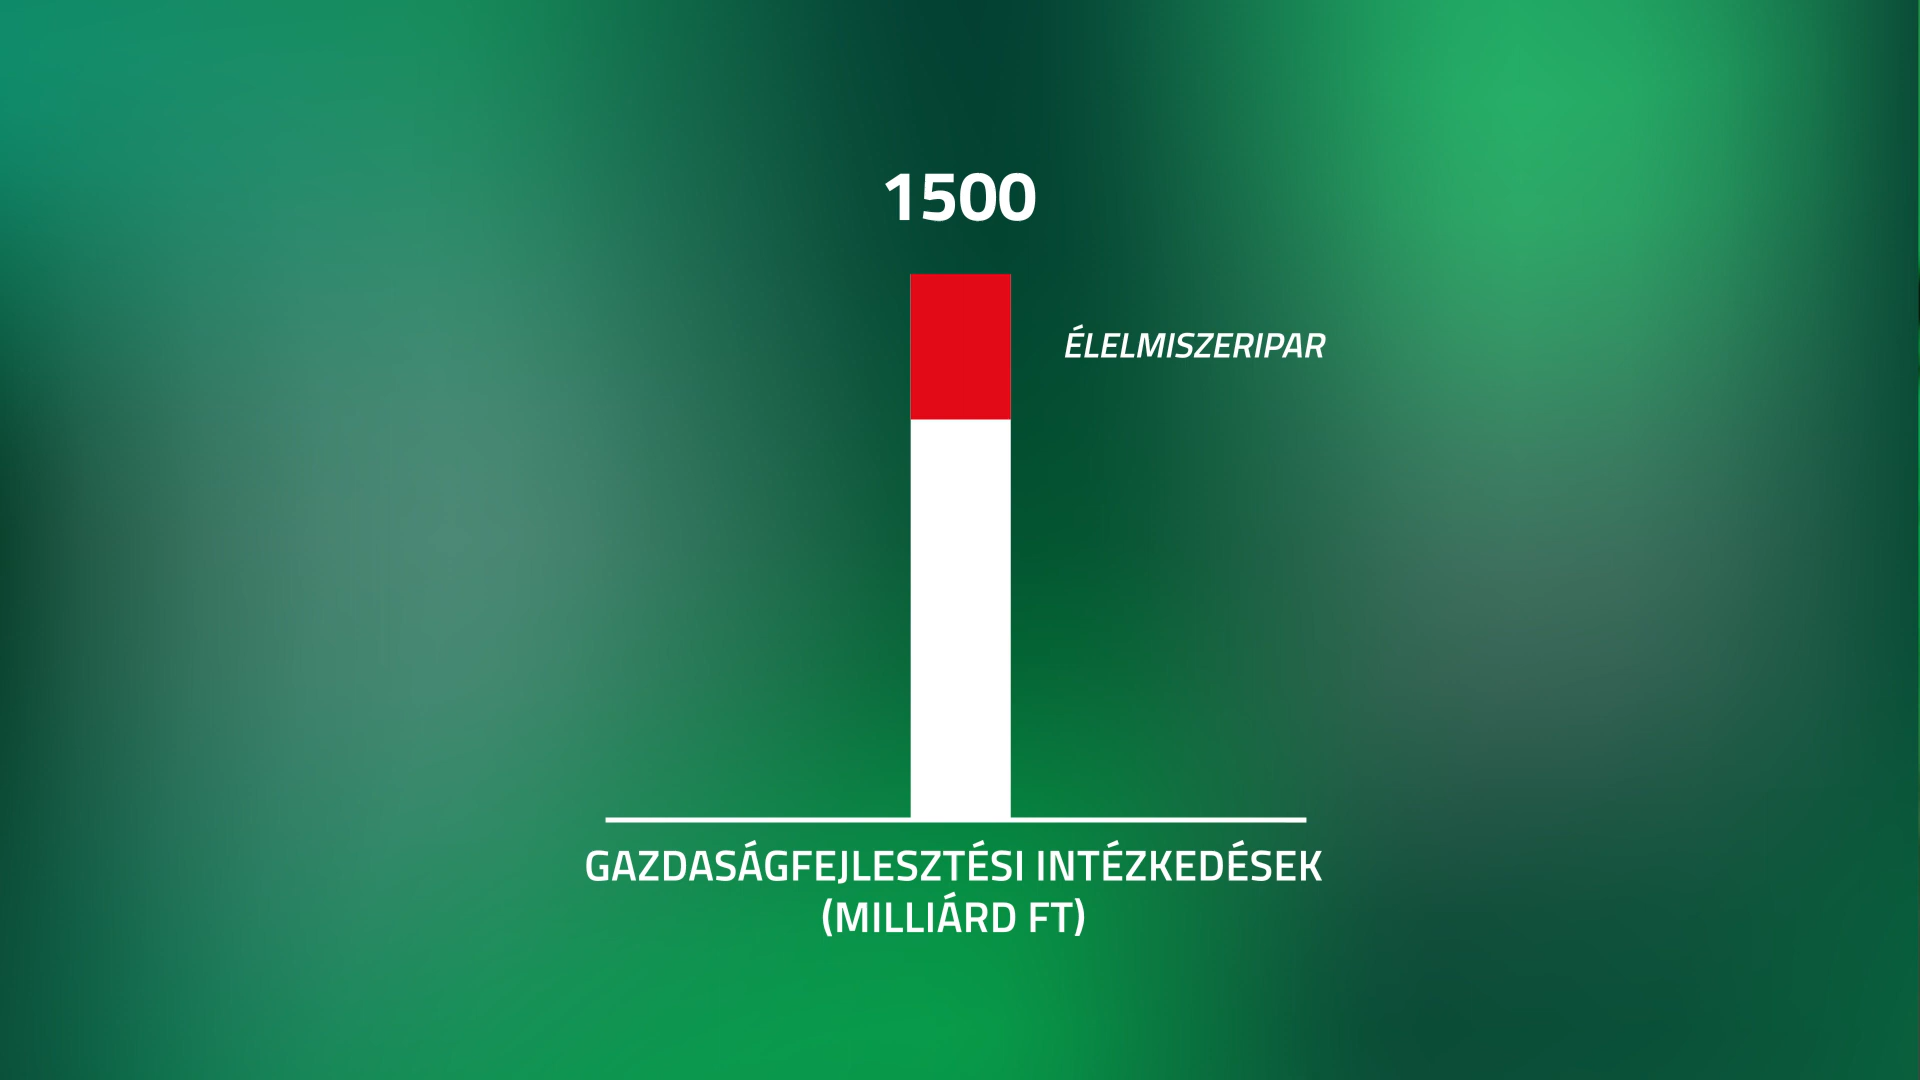 1500
ÉLELMISZERIPAR
GAZDASÁGFEJLESZTÉSI INTÉZKEDÉSEK
(MILLIÁRD FT)